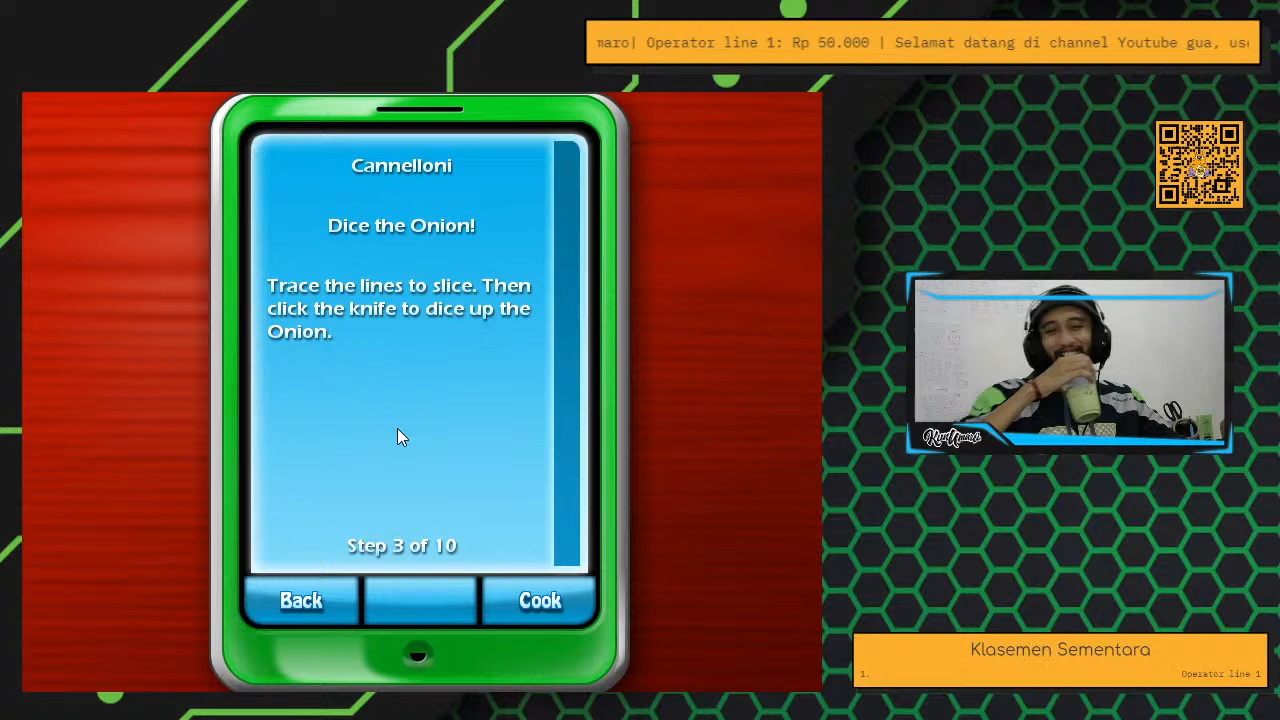 maro| Operator line 1: Rp 50.000 | Selamat datang di channel Youtube gua,
Cannelloni
Dice the Onion!
Trace the lines to slice. Then
click the knife to dice up the
Onion.
Step 3 of 10
Back
Cook
Klasemen Sementara
1.
Operator line 1